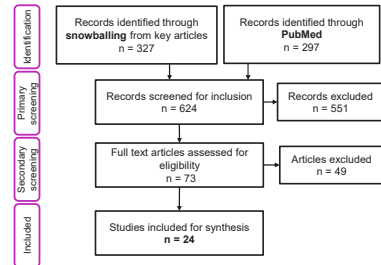 Identification
Records identified through
snowballing from key articles
n = 327
Records identified through
PubMed
n = 297
Primary
screening
Records screened for inclusion
n = 624
Records excluded
n = 551
Secondary
screening
Full text articles assessed for
eligibility
n = 73
Articles excluded
n = 49
Included
Studies included for synthesis
n = 24